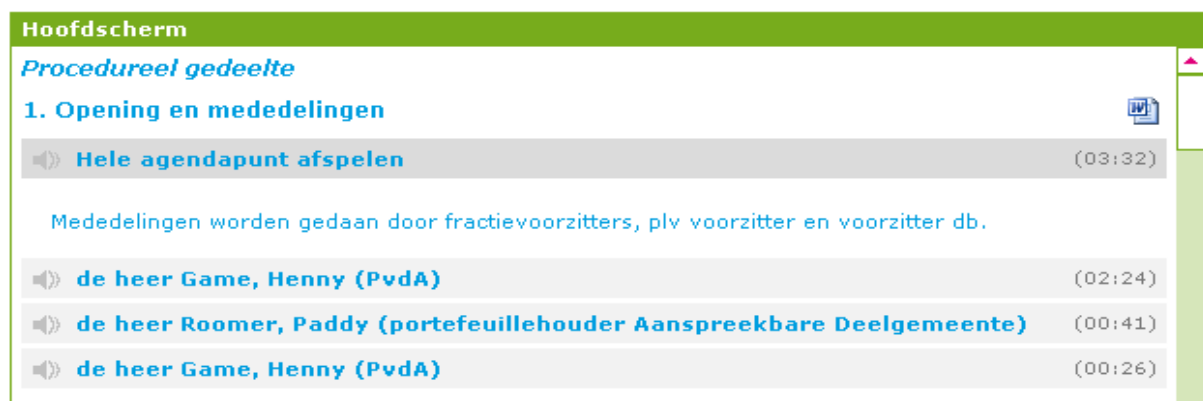 Hoofdscherm
Procedureel gedeelte
1. Opening en mededelingen
Hele agendapunt afspelen (03:32)
Mededelingen worden gedaan door fractievoorzitters, plv voorzitter en voorzitter db.
de heer Game, Henny (PvdA) (02:24)
de heer Roomer, Paddy (portefeuillehouder Aanspreekbare Deelgemeente) (00:41)
de heer Game, Henny (PvdA) (00:26)